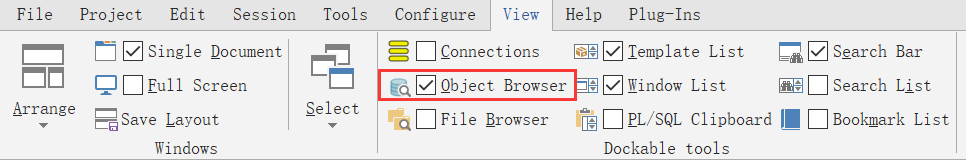 File Project Edit Session Tools Configure View Help Plug-Ins
Single Document Connections Template List Search Bar
Full Screen Object Browser Window List Search List
Arrange Select
Save Layout File Browser PL/SQL Clipboard Bookmark List
Windows Dockable tools